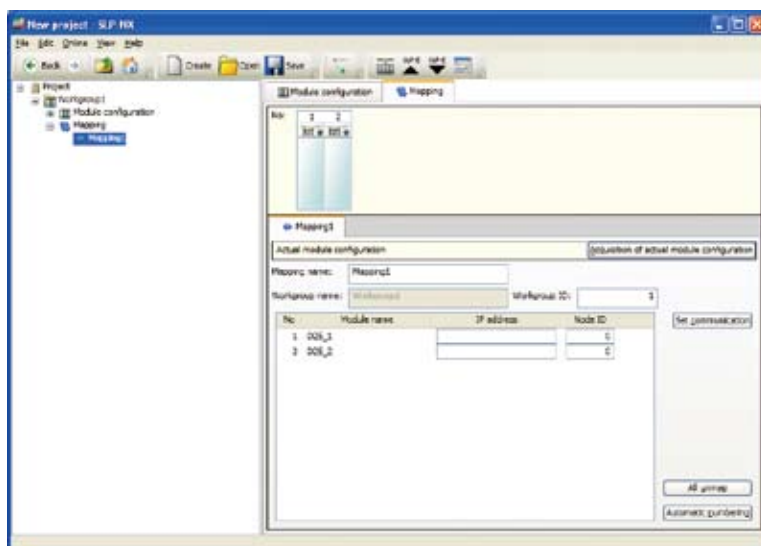 New project - SLP-NX
File Edit Online View Help
Back Create Open Save
Project
Workgroup1
Module configuration
Mapping
Mapping1
Module configuration Mapping
No 1 2
Mapping1
Actual module configuration Acquisition of actual module configuration
Mapping name: Mapping1
Workgroup name: Workgroup1 Workgroup ID: 1
No Module name IP address Node ID
1 D25_1 0
2 D25_2 0
Set communication
All unmap
Automatic numbering